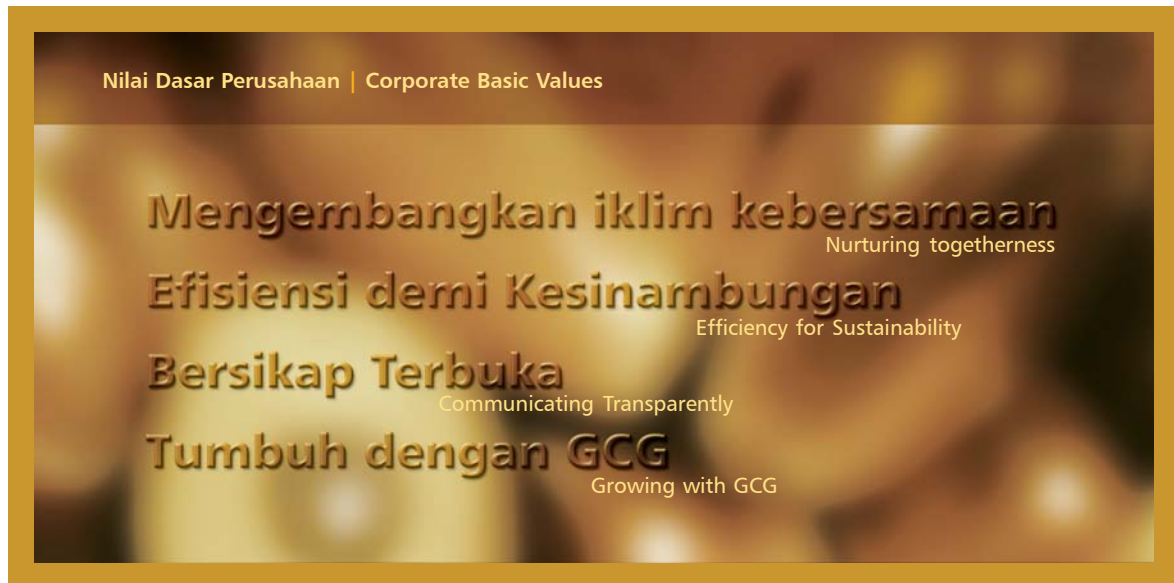 Nilai Dasar Perusahaan | Corporate Basic Values
Mengembangkan iklim kebersamaan
Nurturing togetherness
Efisiensi demi Kesinambungan
Efficiency for Sustainability
Bersikap Terbuka
Communicating Transparently
Tumbuh dengan GCG
Growing with GCG